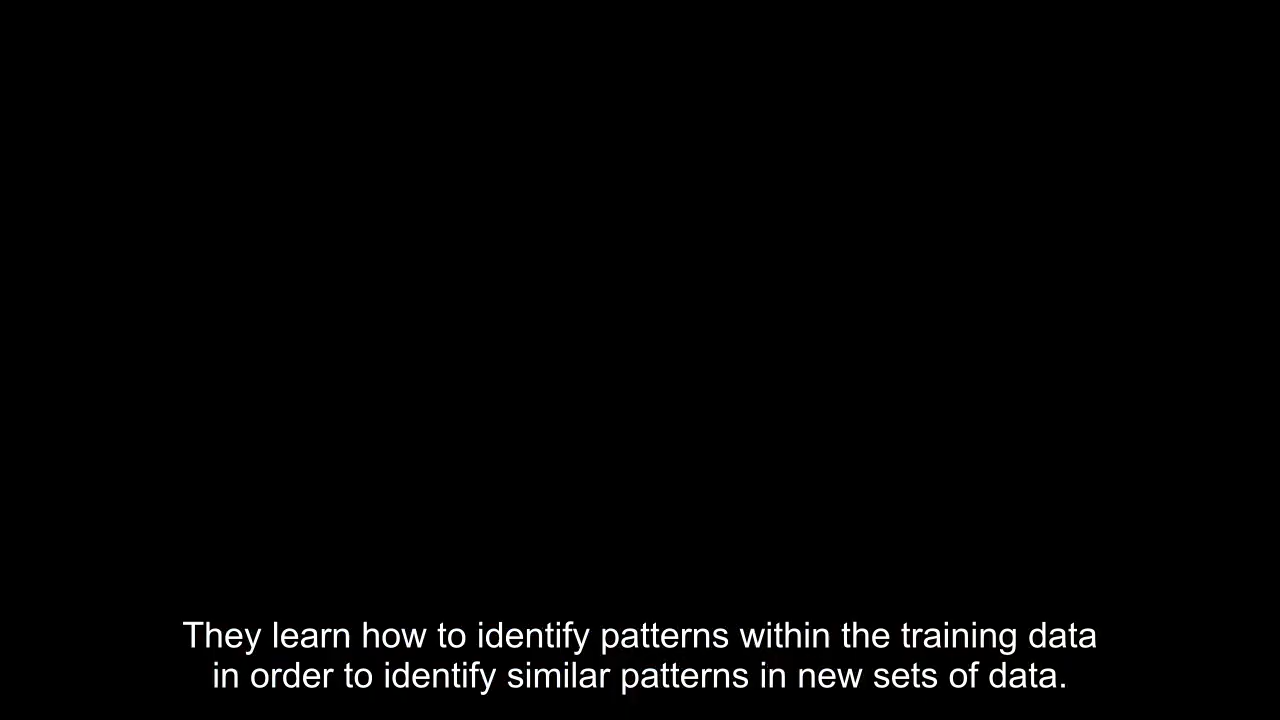 They learn how to identify patterns within the training data
in order to identify similar patterns in new sets of data.